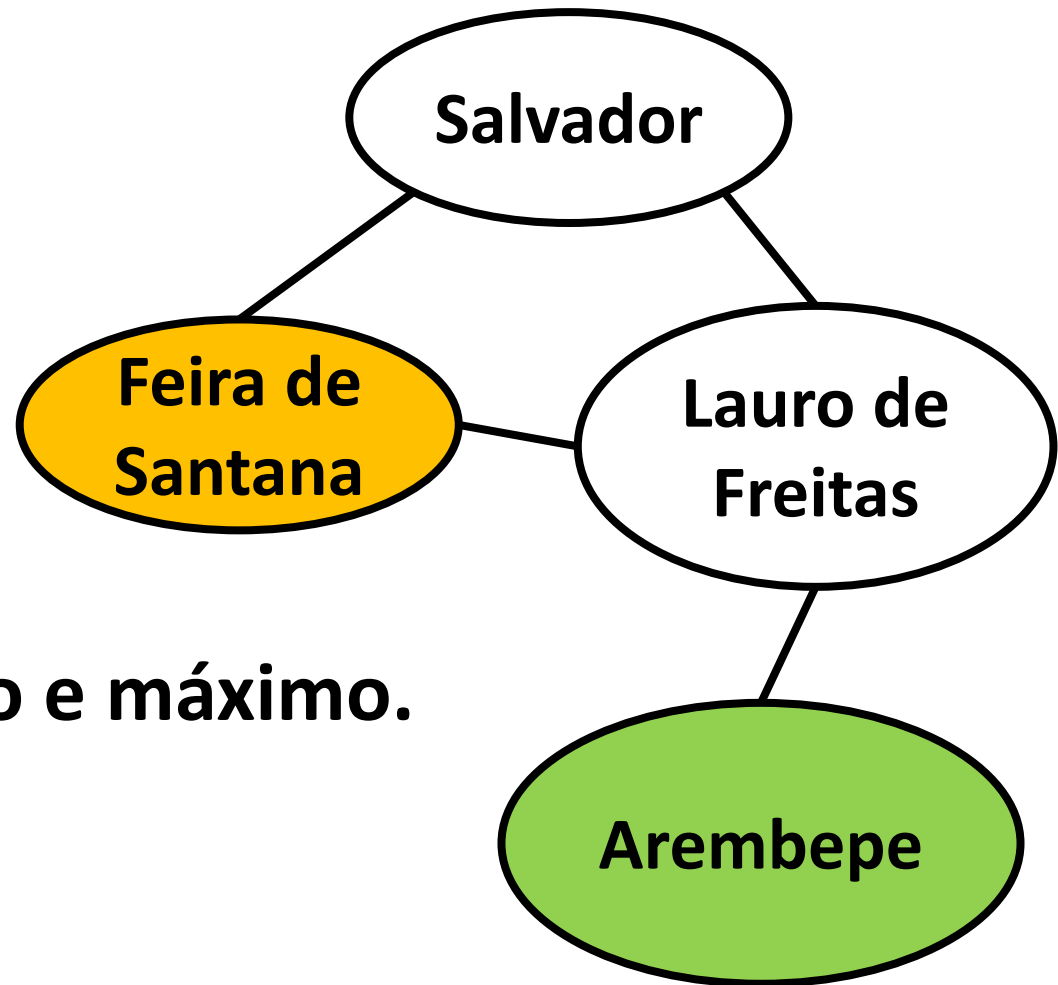 Salvador
Feira de
Santana
Lauro de
Freitas
e máximo.
Arembepe